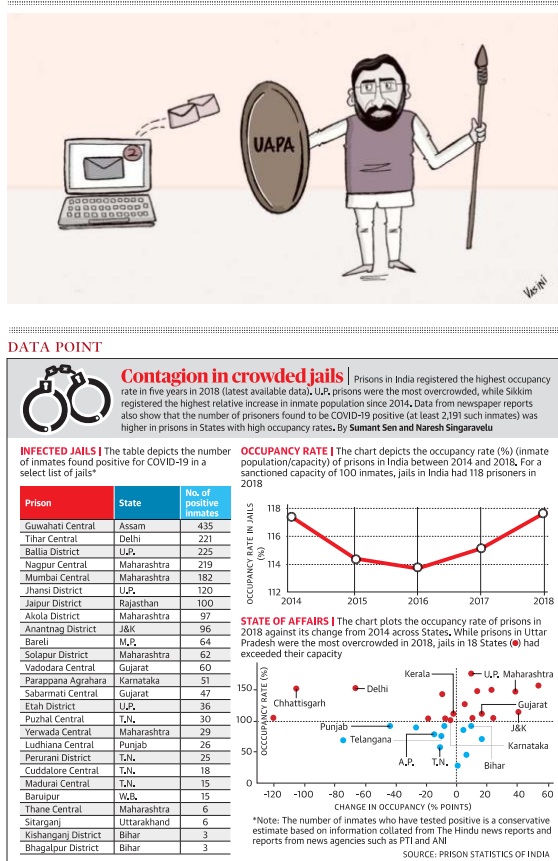 2
UAPA
VASINI
DATA POINT
Contagion in crowded jails | Prisons in India registered the highest occupancy
rate in five years in 2018 (latest available data). U.P. prisons were the most overcrowded, while Sikkim
registered the highest relative increase in inmate population since 2014. Data from newspaper reports
also show that the number of prisoners found to be COVID-19 positive (at least 2,191 such inmates) was
higher in prisons in States with high occupancy rates. By Sumant Sen and Naresh Singaravelu
INFECTED JAILS | The table depicts the number
of inmates found positive for COVID-19 in a
select list of jails*
Prison State No. of positive inmates
Guwahati Central Assam 435
Tihar Central Delhi 221
Ballia District U.P. 225
Nagpur Central Maharashtra 219
Mumbai Central Maharashtra 182
Jhansi District U.P. 120
Jaipur District Rajasthan 100
Akola District Maharashtra 97
Anantnag District J&K 96
Bareli M.P. 64
Solapur District Maharashtra 62
Vadodara Central Gujarat 60
Parappana Agrahara Karnataka 51
Sabarmati Central Gujarat 47
Etah District U.P. 36
Puzhal Central T.N. 30
Yerwada Central Maharashtra 29
Ludhiana Central Punjab 26
Perurani District T.N. 25
Cuddalore Central T.N. 18
Madurai Central T.N. 15
Baruipur W.B. 15
Thane Central Maharashtra 6
Sitarganj Uttarakhand 6
Kishanganj District Bihar 3
Bhagalpur District Bihar 3
OCCUPANCY RATE | The chart depicts the occupancy rate (%) (inmate
population/capacity) of prisons in India between 2014 and 2018. For a
sanctioned capacity of 100 inmates, jails in India had 118 prisoners in
2018
OCCUPANCY RATE IN JAILS (%)
118
116
114
112
2014 2015 2016 2017 2018
STATE OF AFFAIRS | The chart plots the occupancy rate of prisons in
2018 against its change from 2014 across States. While prisons in Uttar
Pradesh were the most overcrowded in 2018, jails in 18 States (●) had
exceeded their capacity
OCCCUPANCY RATE (%)
150
100
50
0
Kerala
U.P.
Maharashtra
Delhi
Chhattisgarh
Gujarat
Punjab
J&K
Telangana
Karnataka
A.P.
T.N.
Bihar
-120 -100 -80 -60 -40 -20 0 20 40 60
CHANGE IN OCCUPANCY (% POINTS)
*Note: The number of inmates who have tested positive is a conservative
estimate based on information collated from The Hindu news reports and
reports from news agencies such as PTI and ANI
SOURCE: PRISON STATISTICS OF INDIA